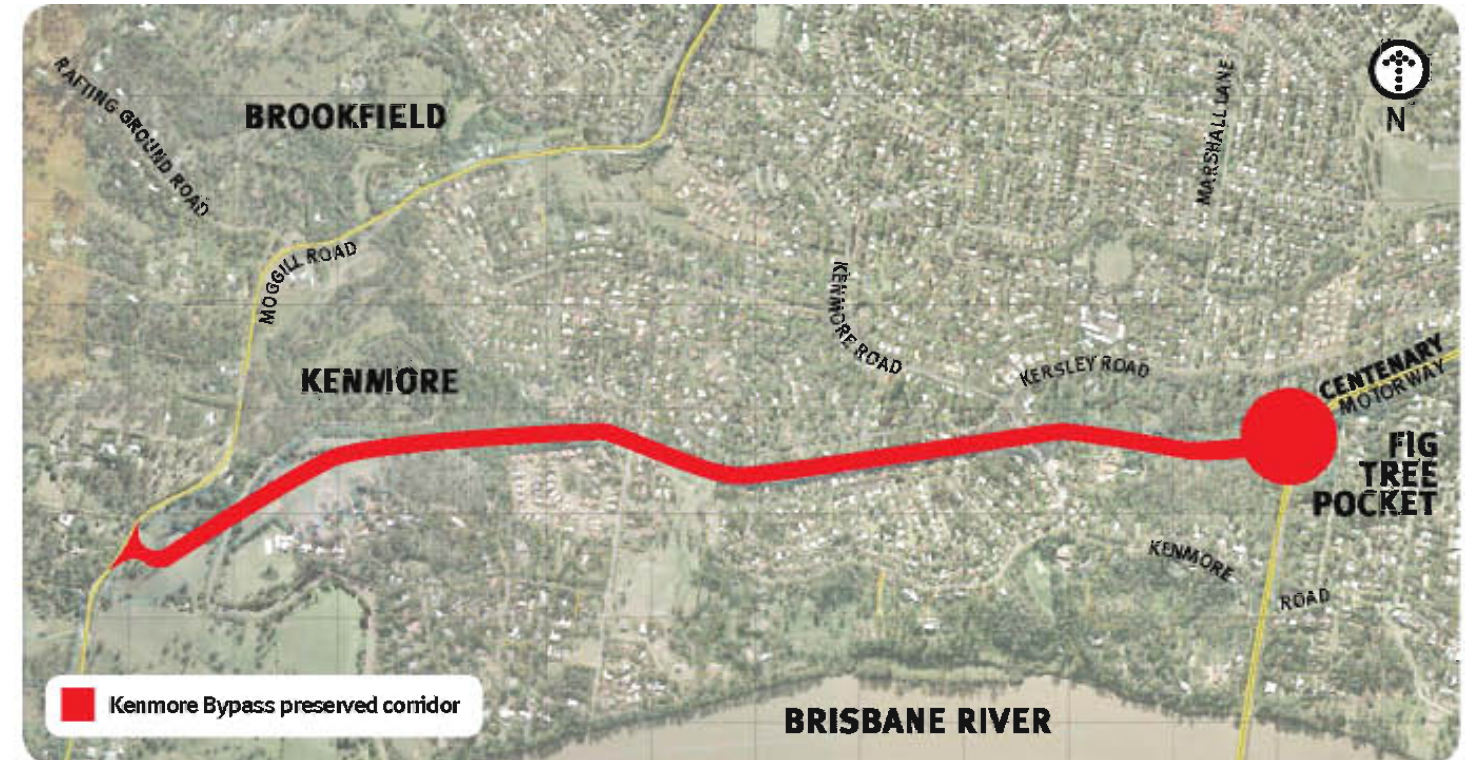 RAFTING GROUND ROAD
BROOKFIELD
MARSHALL LANE
N
MOGGILL ROAD
KENMORE ROAD
KENMORE
KERSLEY ROAD
CENTENARY
MOTORWAY
FIG
TREE
POCKET
KENMORE
ROAD
Kenmore Bypass preserved corridor
BRISBANE RIVER